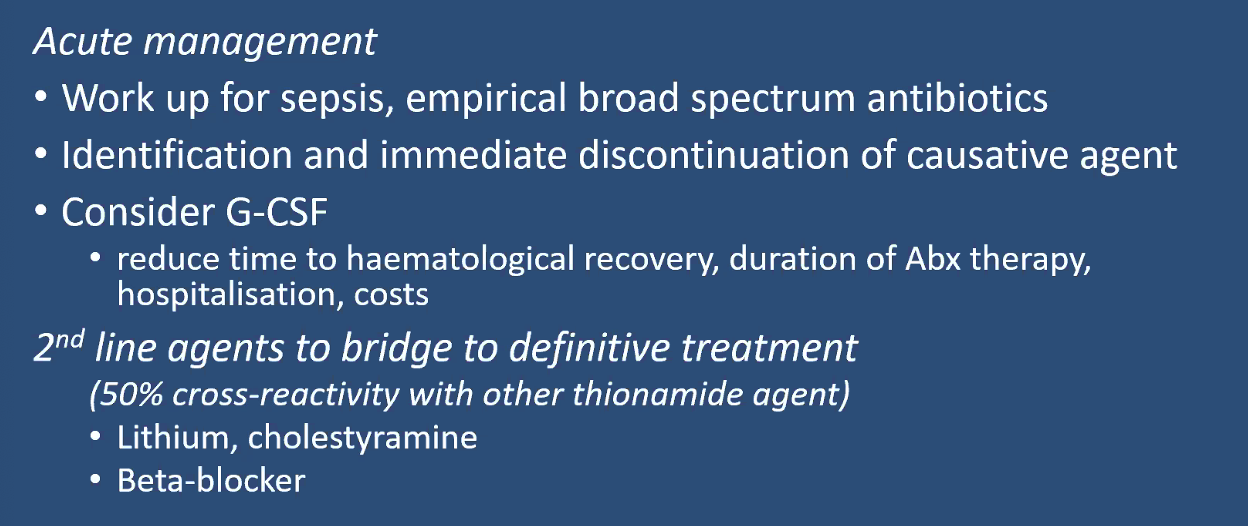 Acute management
• Work up for sepsis, empirical broad spectrum antibiotics
• Identification and immediate discontinuation of causative agent
• Consider G-CSF
• reduce time to haematological recovery, duration of Abx therapy,
hospitalisation, costs
2nd line agents to bridge to definitive treatment
(50% cross-reactivity with other thionamide agent)
• Lithium, cholestyramine
• Beta-blocker